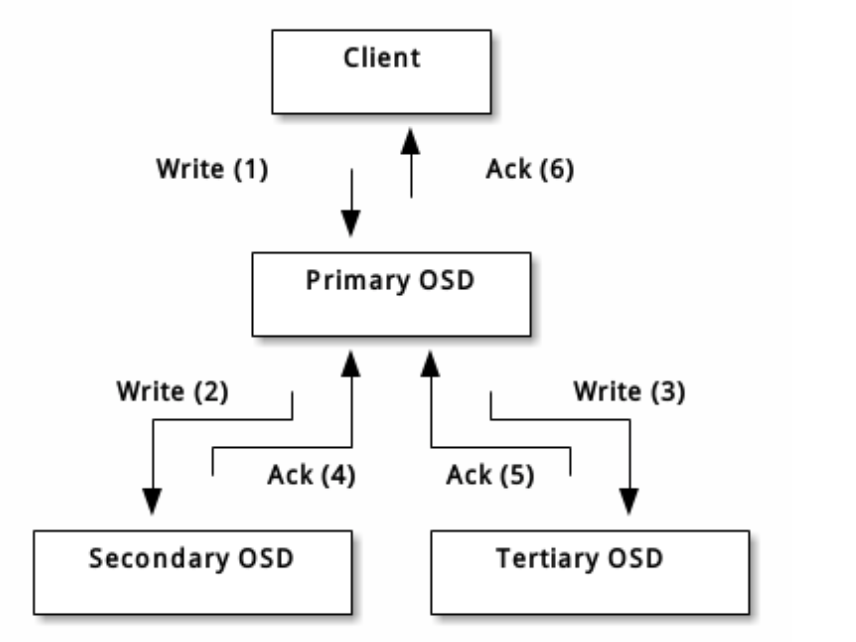 Client
Write (1)
Ack (6)
Primary OSD
Write (2)
Write (3)
Ack (4)
Ack (5)
Secondary OSD
Tertiary OSD